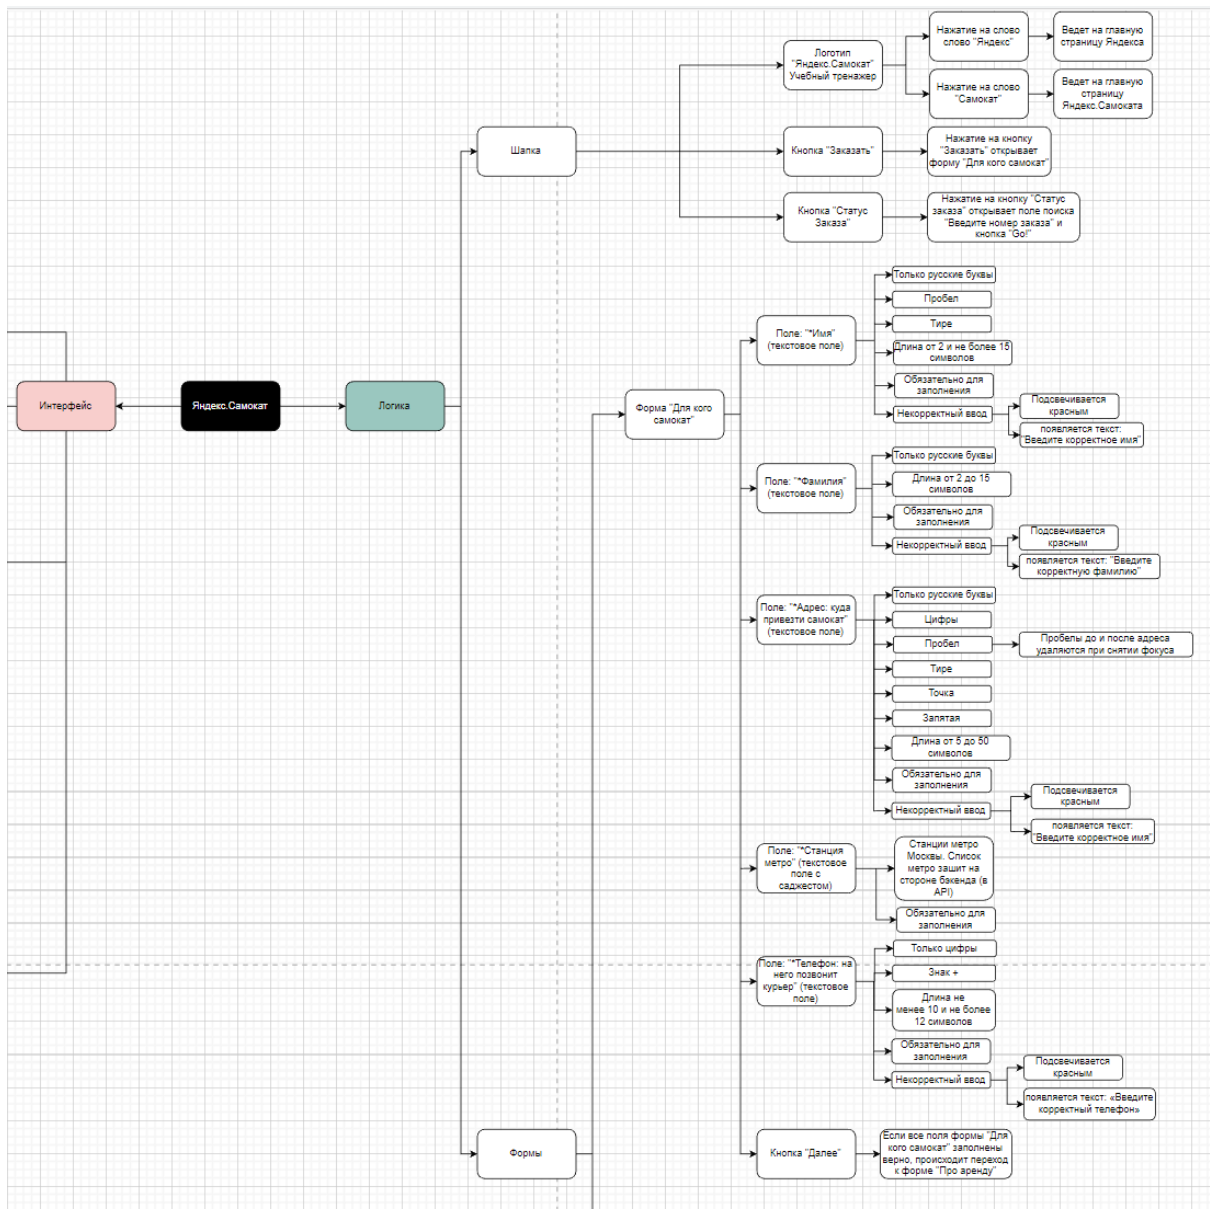 Интерфейс
Яндекс.Самокат
Логика
Шапка
Логотип
"Яндекс.Самокат"
Учебный тренажер
Нажатие на слово
слово "Яндекс"
Ведет на главную
страницу Яндекса
Нажатие на слово
"Самокат"
Ведет на главную
страницу
Яндекс.Самоката
Кнопка "Заказать"
Нажатие на кнопку
"Заказать" открывает
форму "Для кого самокат"
Кнопка "Статус
Заказа"
Нажатие на кнопку "Статус
заказа" открывает поле поиска
"Введите номер заказа" и
кнопка "Go!"
Формы
Форма "Для кого
самокат"
Поле: "*Имя"
(текстовое поле)
Только русские буквы
Пробел
Тире
Длина от 2 и не более 15
символов
Обязательно для
заполнения
Некорректный ввод
Подсвечивается
красным
появляется текст:
"Введите корректное имя"
Поле: "*Фамилия"
(текстовое поле)
Только русские буквы
Длина от 2 до 15
символов
Обязательно для
заполнения
Некорректный ввод
Подсвечивается
красным
появляется текст: "Введите
корректную фамилию"
Поле: "*Адрес: куда
привезти самокат"
(текстовое поле)
Только русские буквы
Цифры
Пробел
Пробелы до и после адреса
удаляются при снятии фокуса
Тире
Точка
Запятая
Длина от 5 до 50
символов
Обязательно для
заполнения
Некорректный ввод
Подсвечивается
красным
появляется текст:
"Введите корректное имя"
Поле: "*Станция
метро" (текстовое
поле с
саджестом)
Станции метро
Москвы. Список
метро зашит на
стороне бэкенда (в
API)
Обязательно для
заполнения
Поле: "*Телефон: на
него позвонит
курьер" (текстовое
поле)
Только цифры
Знак +
Длина не
менее 10 и не более
12 символов
Обязательно для
заполнения
Некорректный ввод
Подсвечивается
красным
появляется текст: «Введите
корректный телефон»
Кнопка "Далее"
Если все поля формы "Для
кого самокат" заполнены
верно, происходит переход
к форме "Про аренду"